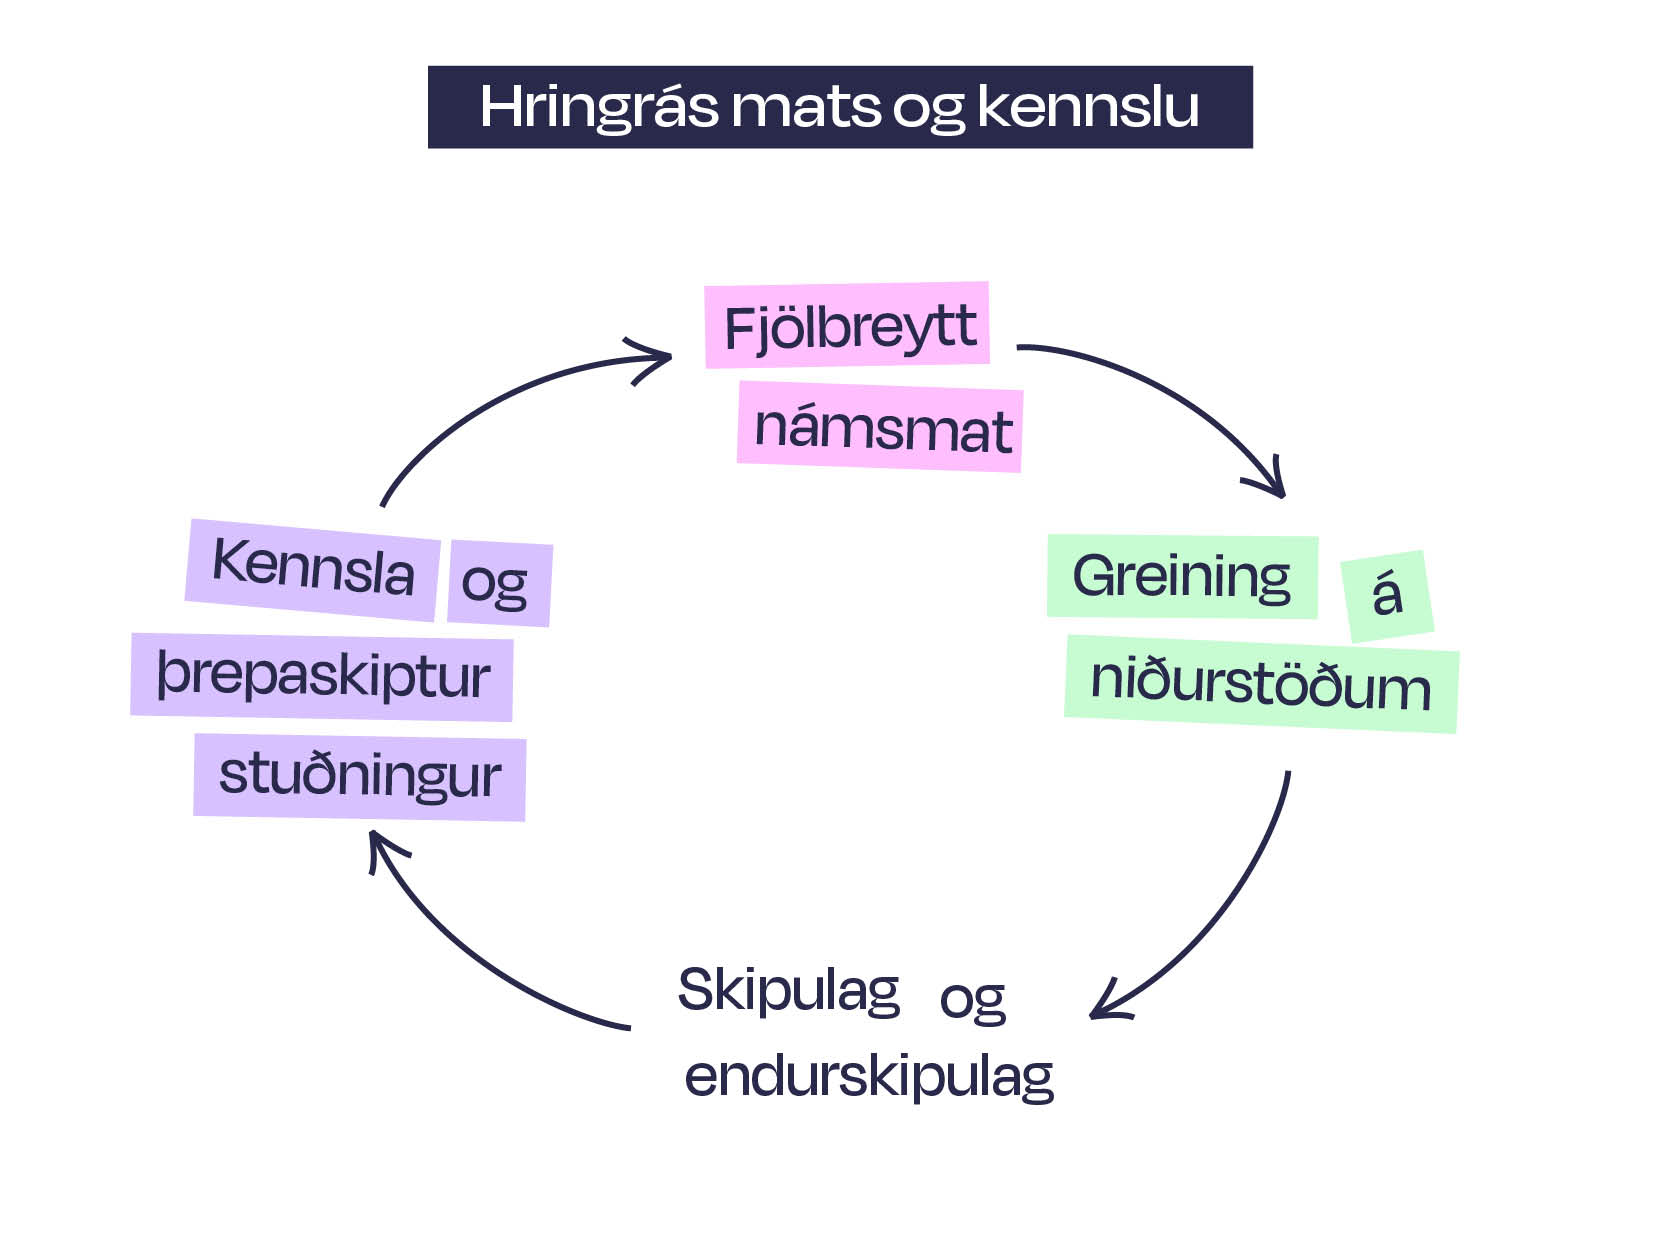 Hringrás mats og kennslu
Fjölbreytt
námsmat
Greining á
niðurstöðum
Skipulag og
endurskipulag
Kennsla og
þrepaskiptur
stuðningur